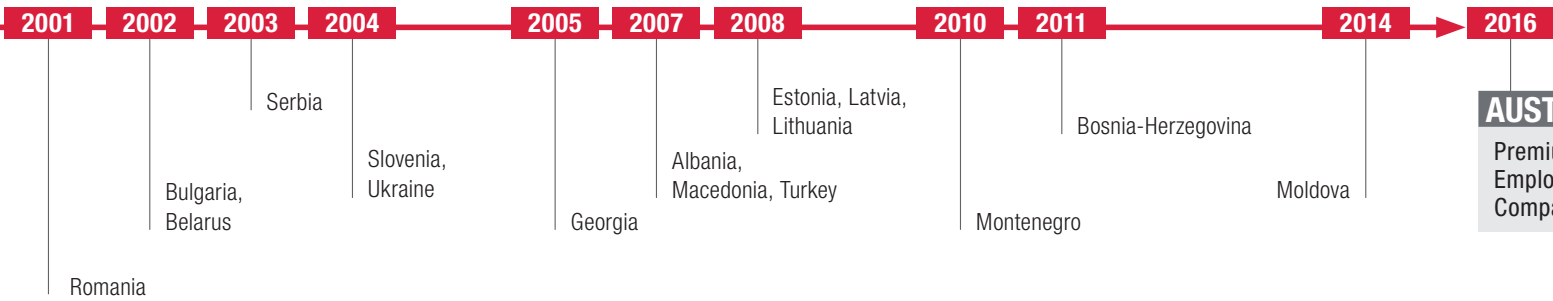 2001 2002 2003 2004 2005 2007 2008 2010 2011 2014 2016
Romania
Bulgaria,
Belarus
Serbia
Slovenia,
Ukraine
Georgia
Albania,
Macedonia, Turkey
Estonia, Latvia,
Lithuania
Montenegro
Bosnia-Herzegovina
Moldova